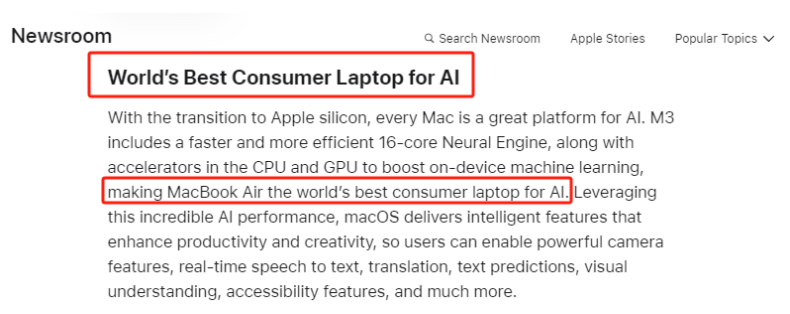 Newsroom
Search Newsroom Apple Stories Popular Topics
World’s Best Consumer Laptop for AI
With the transition to Apple silicon, every Mac is a great platform for AI. M3
includes a faster and more efficient 16-core Neural Engine, along with
accelerators in the CPU and GPU to boost on-device machine learning,
making MacBook Air the world’s best consumer laptop for AI. Leveraging
this incredible AI performance, macOS delivers intelligent features that
enhance productivity and creativity, so users can enable powerful camera
features, real-time speech to text, translation, text predictions, visual
understanding, accessibility features, and much more.